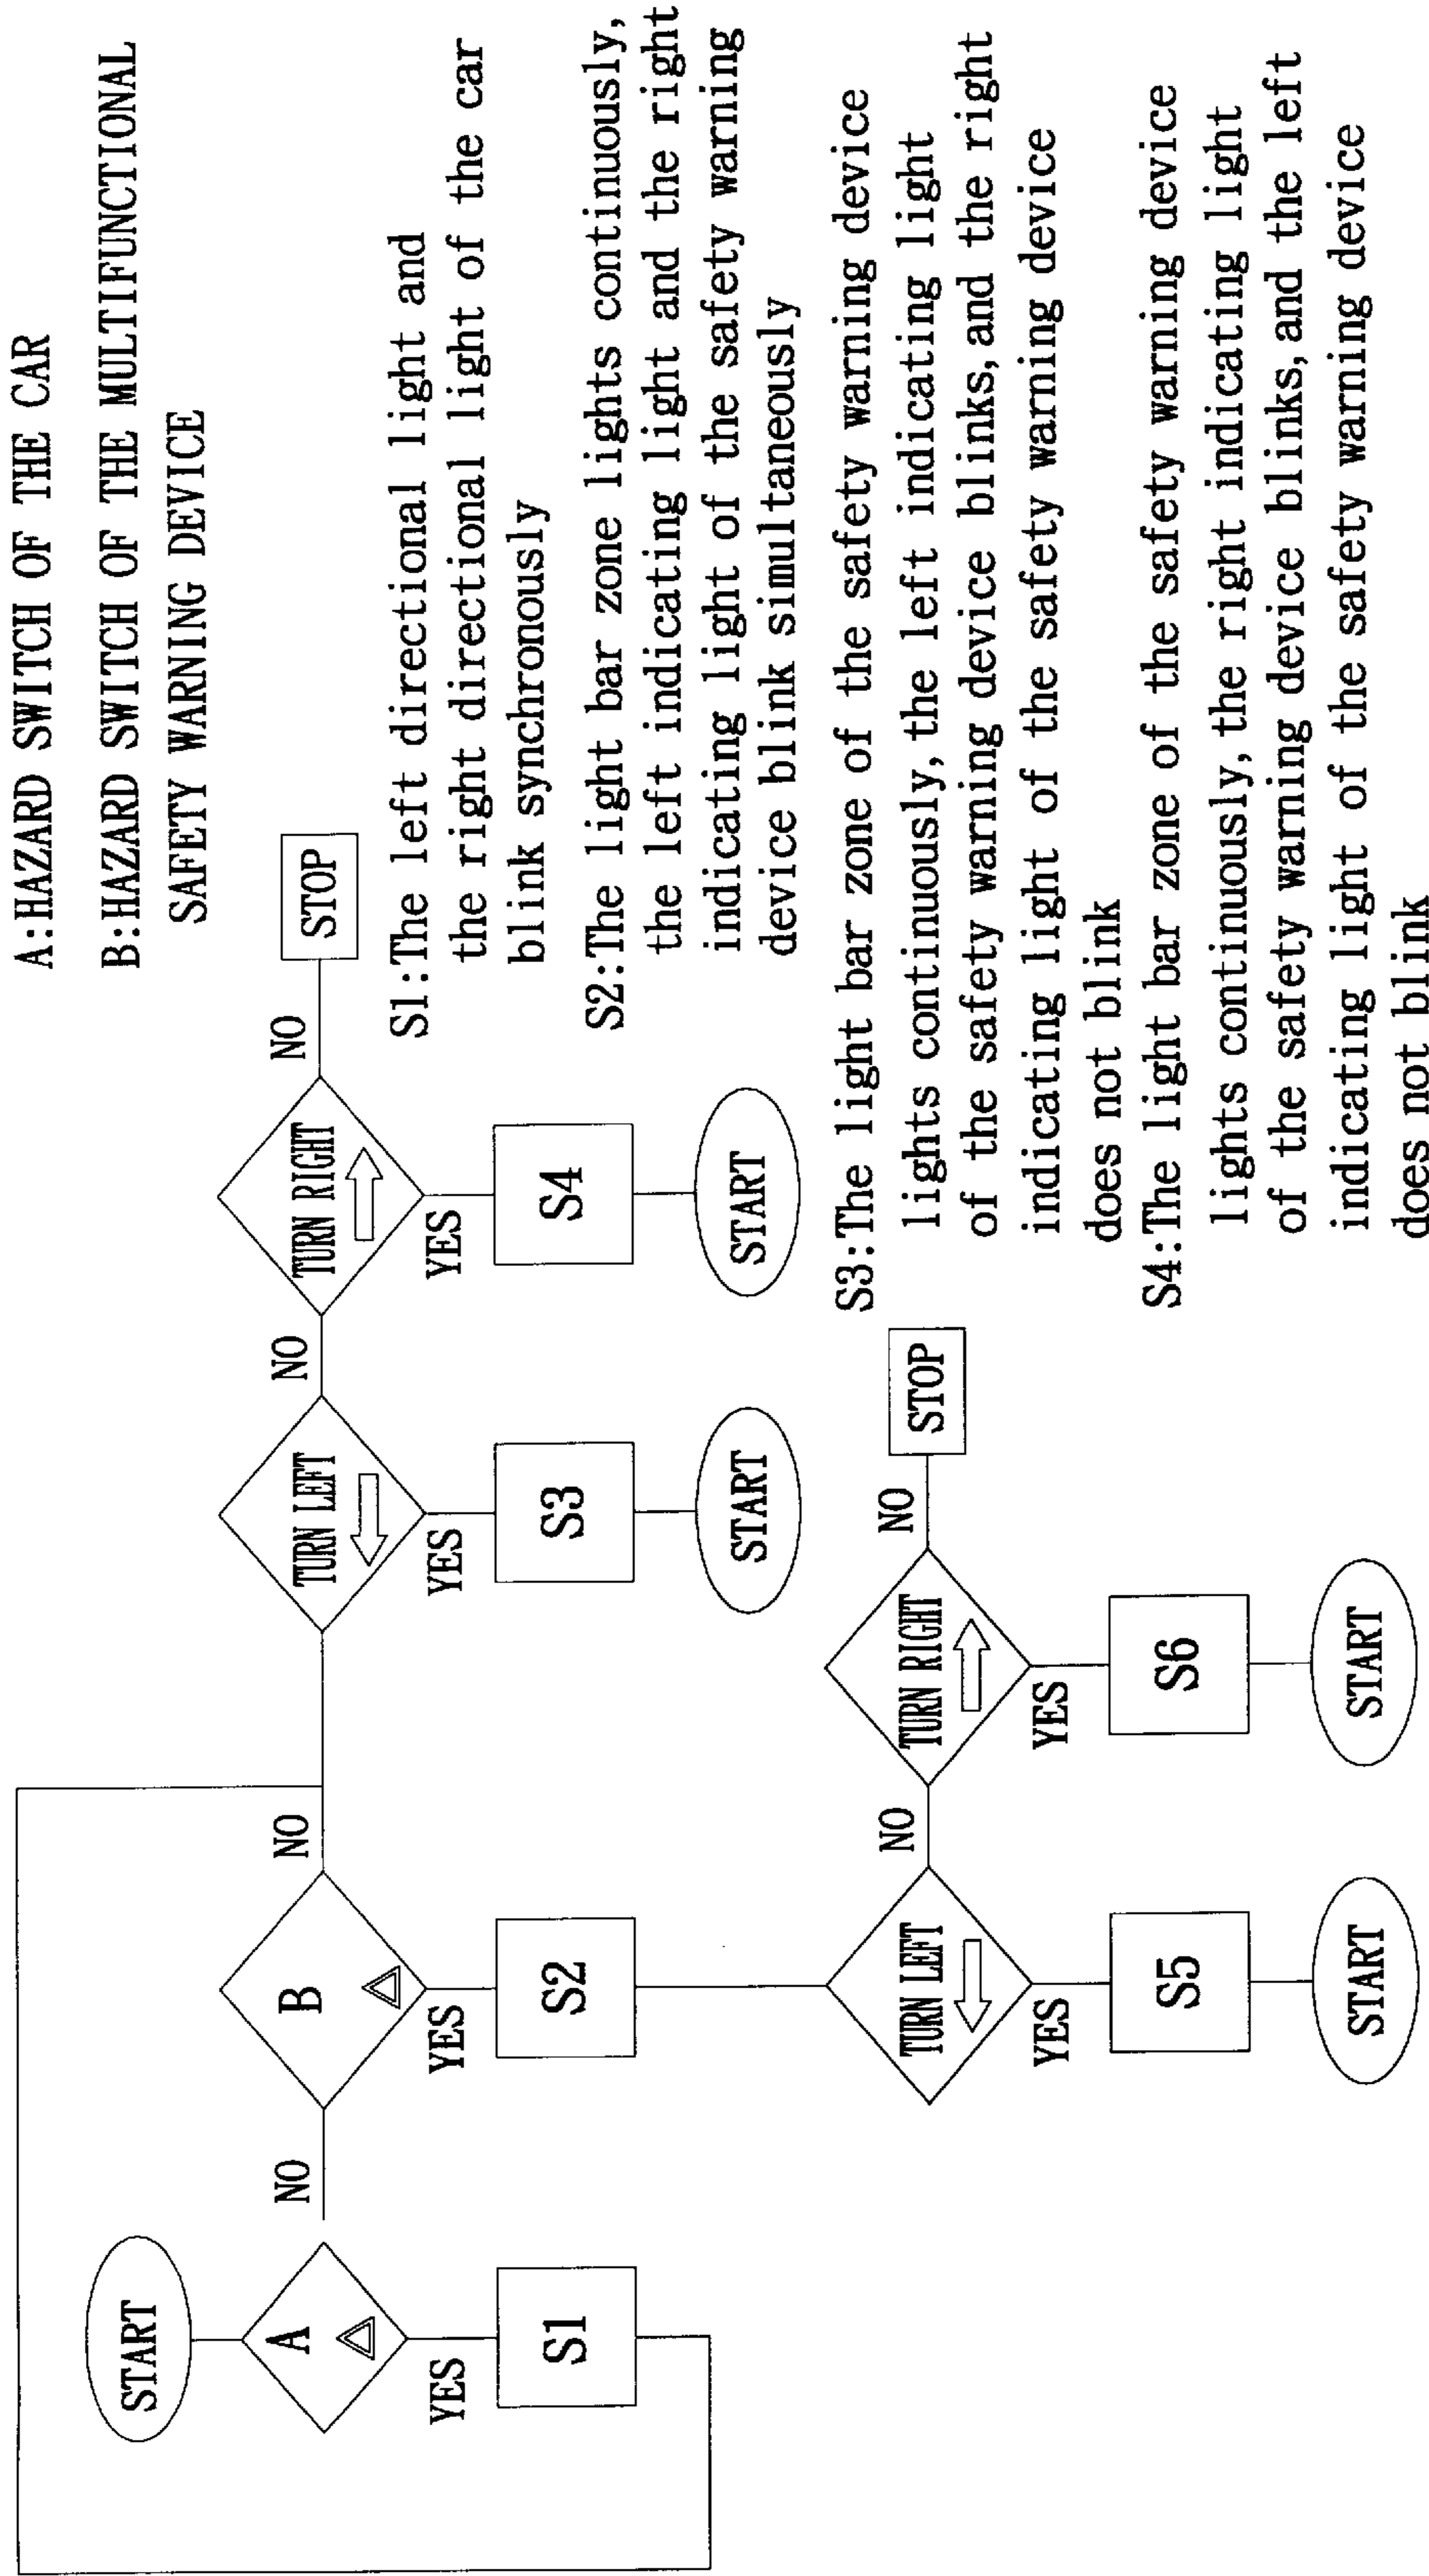 A:HAZARD SWITCH OF THE CAR
B:HAZARD SWITCH OF THE MULTIFUNCTIONAL
SAFETY WARNING DEVICE
START
A
NO
YES
S1
B
NO
YES
S2
TURN LEFT
NO
YES
S3
START
TURN RIGHT
NO
STOP
YES
S4
START
TURN LEFT
NO
YES
S5
START
TURN RIGHT
NO
STOP
YES
S6
START
S1:The left directional light and
the right directional light of the car
blink synchronously
S2:The light bar zone lights continuously,
the left indicating light and the right
indicating light of the safety warning
device blink simultaneously
S3:The light bar zone of the safety warning device
lights continuously, the left indicating light
of the safety warning device blinks, and the right
indicating light of the safety warning device
does not blink
S4:The light bar zone of the safety warning device
lights continuously, the right indicating light
of the safety warning device blinks, and the left
indicating light of the safety warning device
does not blink